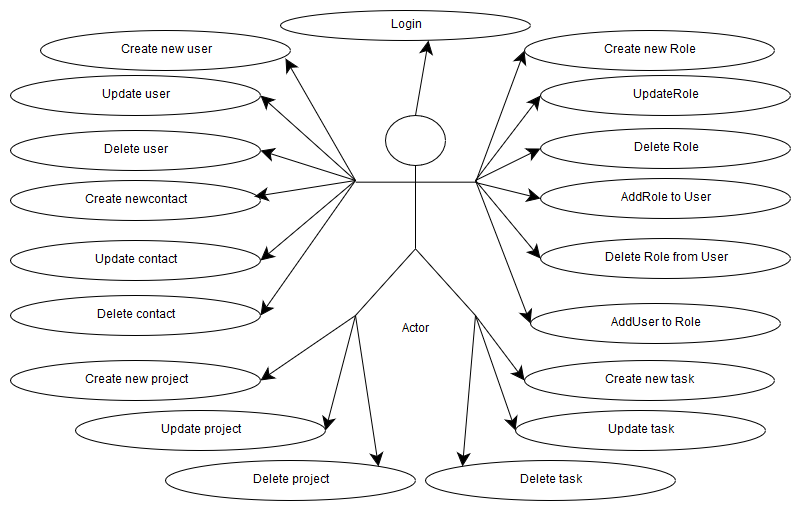 Login
Create new user
Create new Role
Update user
UpdateRole
Delete user
Delete Role
Create newcontact
AddRole to User
Update contact
Delete Role from User
Delete contact
AddUser to Role
Actor
Create new project
Create new task
Update project
Update task
Delete project
Delete task